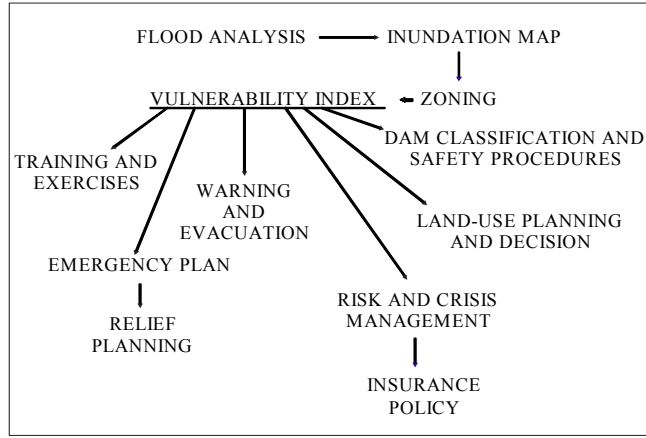 FLOOD ANALYSIS
INUNDATION MAP
VULNERABILITY INDEX
ZONING
DAM CLASSIFICATION AND
SAFETY PROCEDURES
TRAINING AND
EXERCISES
WARNING
AND
EVACUATION
LAND-USE PLANNING
AND DECISION
EMERGENCY PLAN
RISK AND CRISIS
MANAGEMENT
RELIEF
PLANNING
INSURANCE
POLICY